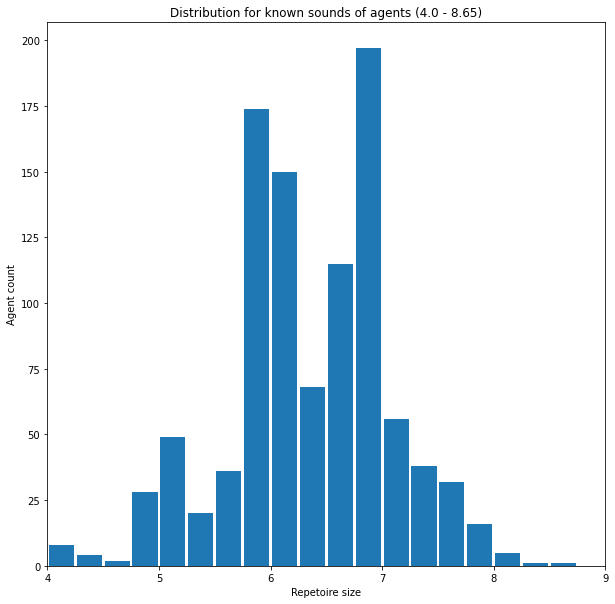 Distribution for known sounds of agents (4.0 - 8.65)
200
175
150
125
100
75
50
25
0
Agent count
4 5 6 7 8 9
Repetoire size